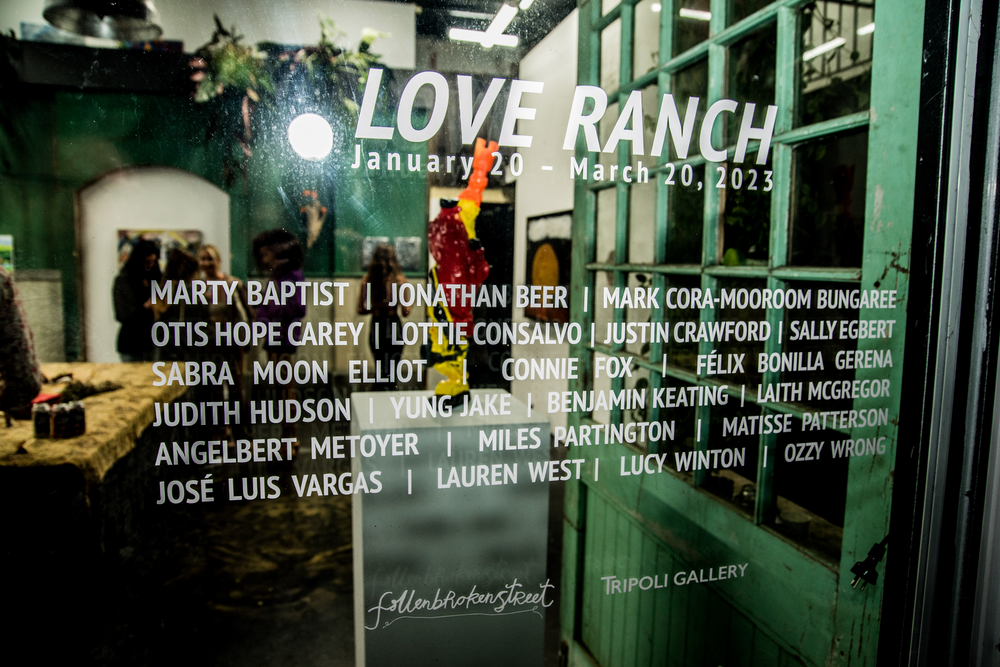 LOVE RANCH
January 20 – March 20, 2023
MARTY BAPTIST | JONATHAN BEER | MARK CORA-MOOROOM BUNGAREE
OTIS HOPE CAREY | LOTTIE CONSALVO | JUSTIN CRAWFORD | SALLY EGBERT
SABRA MOON ELLIOT | CONNIE FOX | FÉLIX BONILLA GERENA
JUDITH HUDSON | YUNG JAKE | BENJAMIN KEATING | LAITH MCGREGOR
ANGELBERT METOYER | MILES PARTINGTON | MATISSE PATTERSON
JOSÉ LUIS VARGAS | LAUREN WEST | LUCY WINTON | OZZY WRONG
follenbrokenstreet
TRIPOLI GALLERY